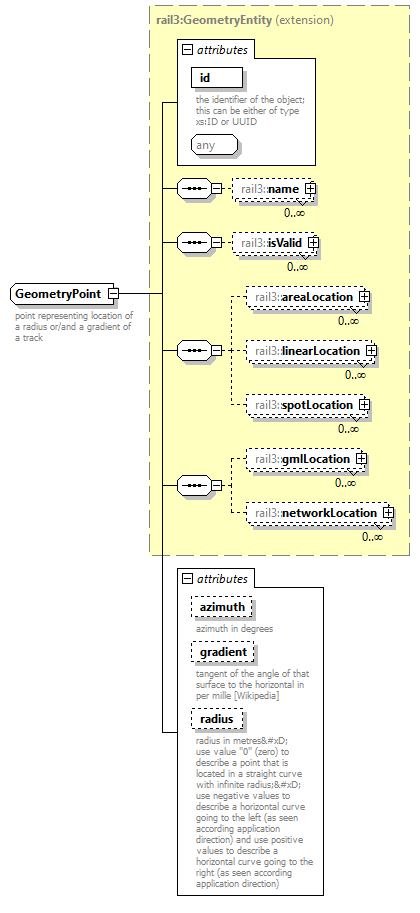 rail3:GeometryEntity (extension)
attributes
id
the identifier of the object;
this can be either of type
xs:ID or UUID
any
rail3::name
0..∞
rail3::isValid
0..∞
GeometryPoint
point representing location of
a radius or/and a gradient of
a track
rail3::areaLocation
0..∞
rail3::linearLocation
0..∞
rail3::spotLocation
0..∞
rail3::gmlLocation
0..∞
rail3::networkLocation
0..∞
attributes
azimuth
azimuth in degrees
gradient
tangent of the angle of that
surface to the horizontal in
per mille [Wikipedia]
radius
radius in metres&#xD;
use value "0" (zero) to
describe a point that is
located in a straight curve
with infinite radius;&#xD;
use negative values to
describe a horizontal curve
going to the left (as seen
according application
direction) and use positive
values to describe a
horizontal curve going to the
right (as seen according
application direction)